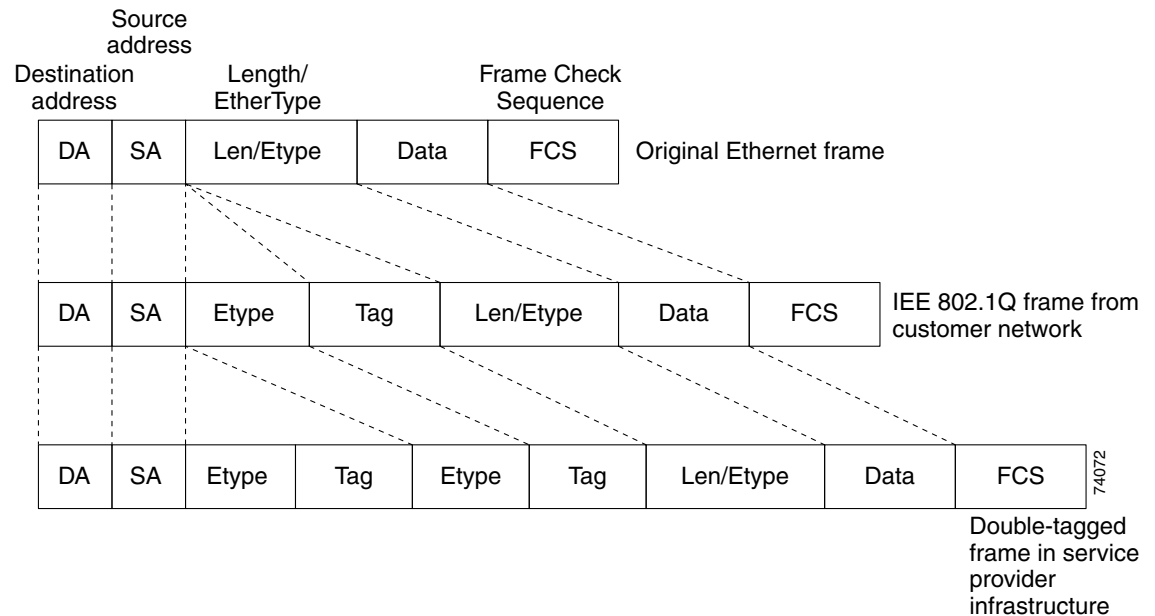 Source
address
Destination
address
Length/
EtherType
Frame Check
Sequence
DA SA Len/Etype Data FCS Original Ethernet frame
DA SA Etype Tag Len/Etype Data FCS
IEE 802.1Q frame from
customer network
DA SA Etype Tag Etype Tag Len/Etype Data FCS
74072
Double-tagged
frame in service
provider
infrastructure